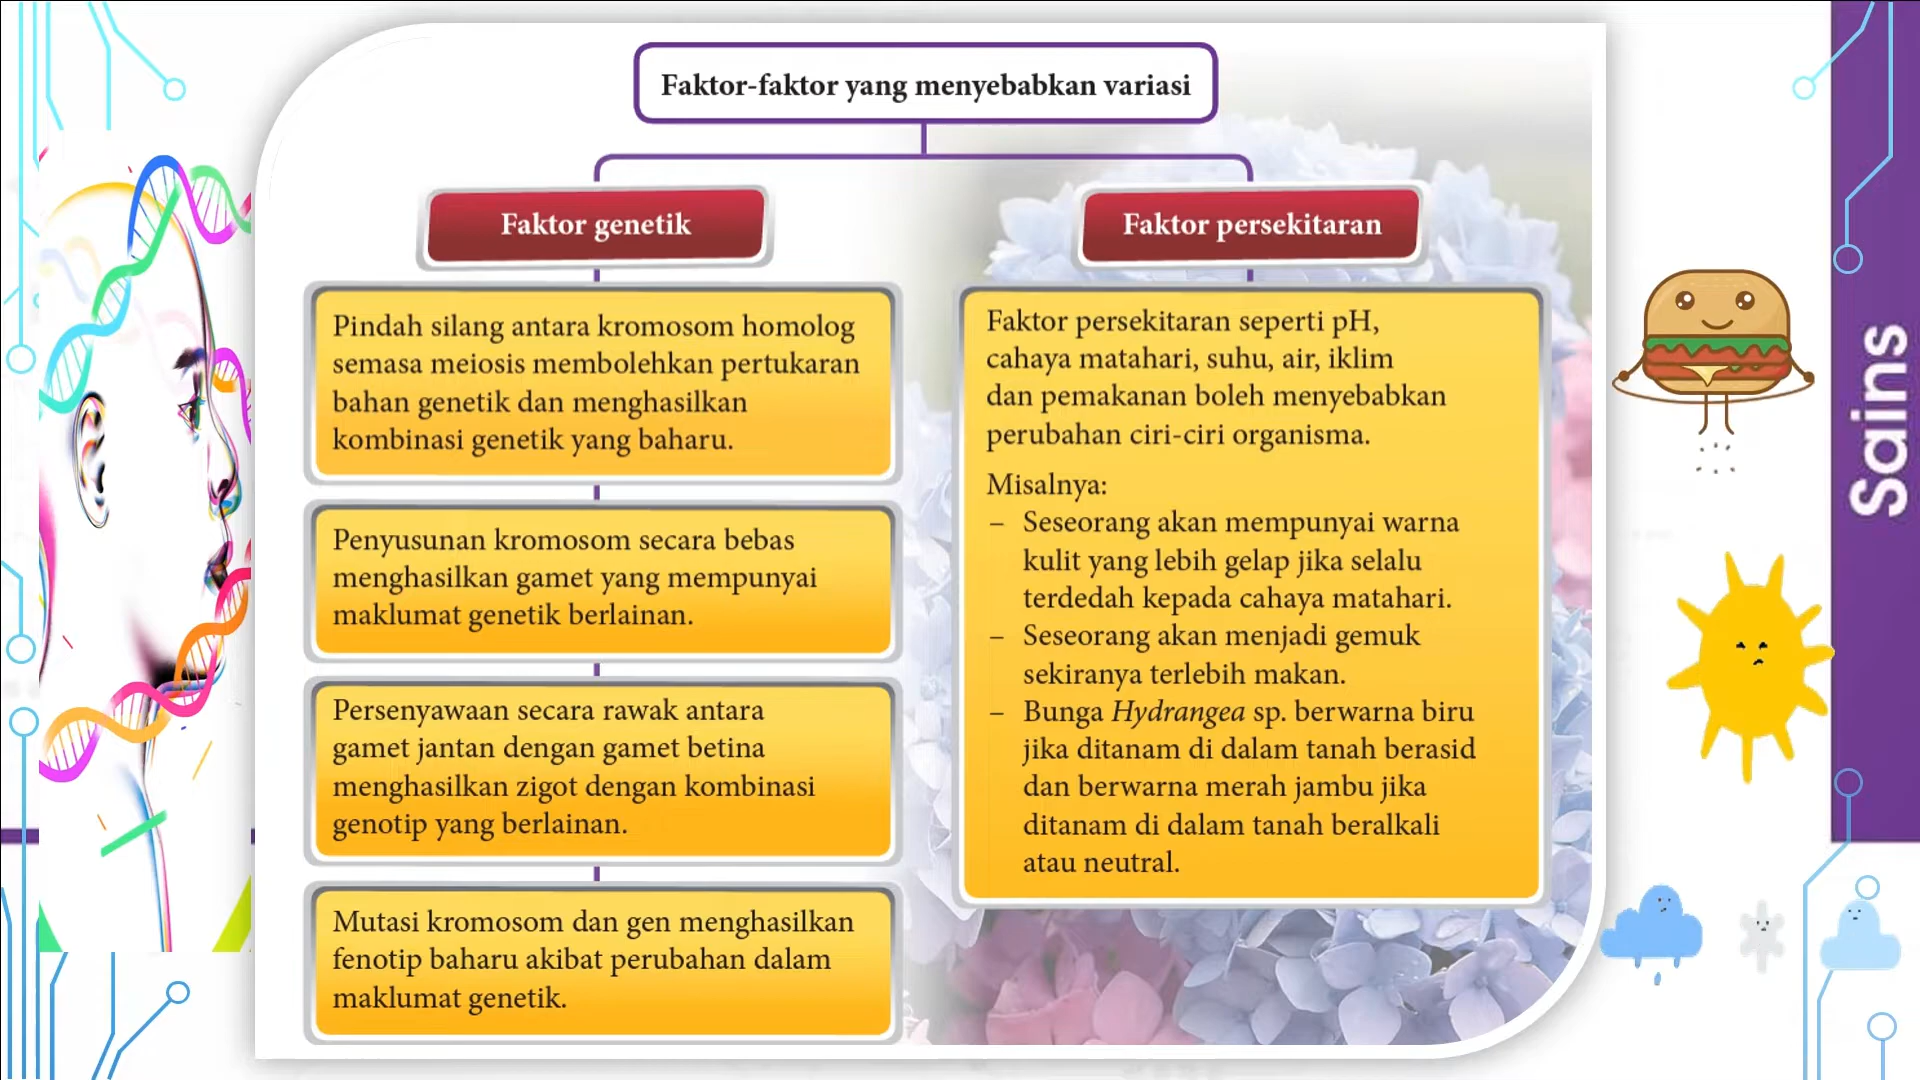 Faktor-faktor yang menyebabkan variasi
Faktor genetik
Pindah silang antara kromosom homolog
semasa meiosis membolehkan pertukaran
bahan genetik dan menghasilkan
kombinasi genetik yang baharu.
Penyusunan kromosom secara bebas
menghasilkan gamet yang mempunyai
maklumat genetik berlainan.
Persenyawaan secara rawak antara
gamet jantan dengan gamet betina
menghasilkan zigot dengan kombinasi
genotip yang berlainan.
Mutasi kromosom dan gen menghasilkan
fenotip baharu akibat perubahan dalam
maklumat genetik.
Faktor persekitaran
Faktor persekitaran seperti pH,
cahaya matahari, suhu, air, iklim
dan pemakanan boleh menyebabkan
perubahan ciri-ciri organisma.
Misalnya:
– Seseorang akan mempunyai warna
kulit yang lebih gelap jika selalu
terdedah kepada cahaya matahari.
– Seseorang akan menjadi gemuk
sekiranya terlebih makan.
– Bunga Hydrangea sp. berwarna biru
jika ditanam di dalam tanah berasid
dan berwarna merah jambu jika
ditanam di dalam tanah beralkali
atau neutral.
Sains